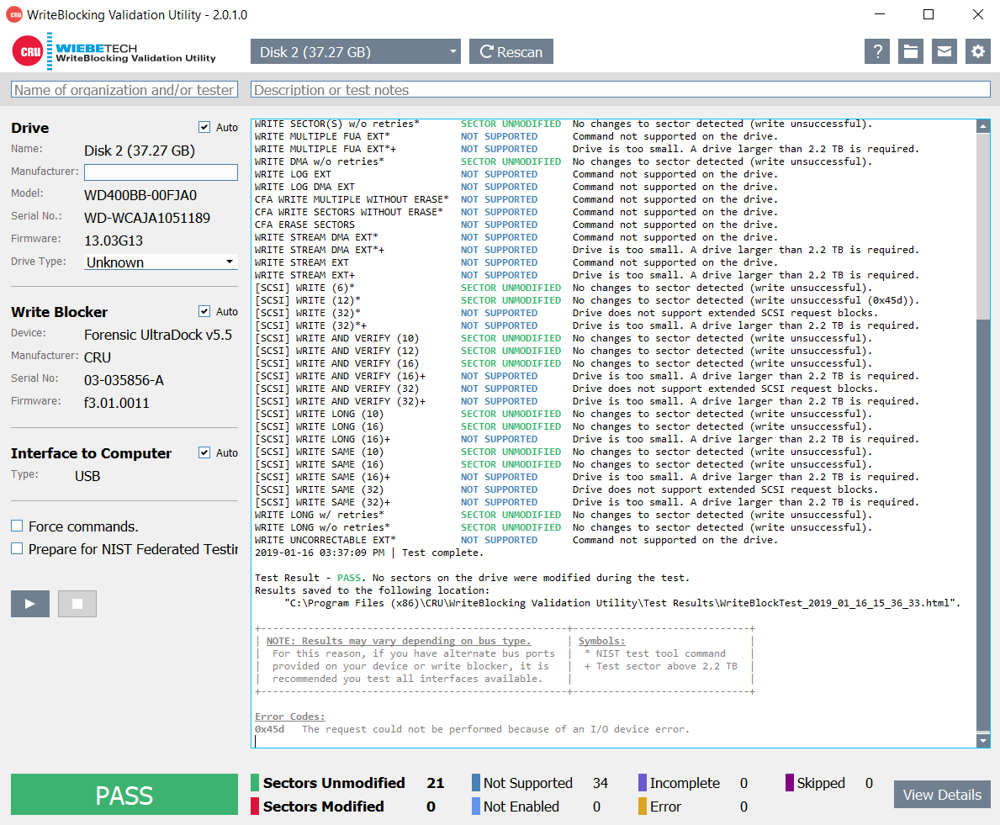 CRU WriteBlocking Validation Utility - 2.0.1.0
CRU WIEBETECH
WriteBlocking Validation Utility
Disk 2 (37.27 GB)
Rescan
?
Name of organization and/or tester
Description or test notes
Drive
Auto
Name: Disk 2 (37.27 GB)
Manufacturer:
Model: WD400BB-00FJA0
Serial No.: WD-WCAJA1051189
Firmware: 13.03G13
Drive Type: Unknown
Write Blocker
Auto
Device: Forensic UltraDock v5.5
Manufacturer: CRU
Serial No: 03-035856-A
Firmware: f3.01.0011
Interface to Computer
Auto
Type: USB
Force commands.
Prepare for NIST Federated Testin
WRITE SECTOR(S) w/o retries* SECTOR UNMODIFIED No changes to sector detected (write unsuccessful).
WRITE MULTIPLE FUA EXT* NOT SUPPORTED Command not supported on the drive.
WRITE MULTIPLE FUA EXT*+ NOT SUPPORTED Drive is too small. A drive larger than 2.2 TB is required.
WRITE DMA w/o retries* SECTOR UNMODIFIED No changes to sector detected (write unsuccessful).
WRITE LOG EXT NOT SUPPORTED Command not supported on the drive.
WRITE LOG DMA EXT NOT SUPPORTED Command not supported on the drive.
CFA WRITE MULTIPLE WITHOUT ERASE* NOT SUPPORTED Command not supported on the drive.
CFA WRITE SECTORS WITHOUT ERASE* NOT SUPPORTED Command not supported on the drive.
CFA ERASE SECTORS NOT SUPPORTED Command not supported on the drive.
WRITE STREAM DMA EXT* NOT SUPPORTED Command not supported on the drive.
WRITE STREAM DMA EXT*+ NOT SUPPORTED Drive is too small. A drive larger than 2.2 TB is required.
WRITE STREAM EXT NOT SUPPORTED Command not supported on the drive.
WRITE STREAM EXT+ NOT SUPPORTED Drive is too small. A drive larger than 2.2 TB is required.
[SCSI] WRITE (6)* SECTOR UNMODIFIED No changes to sector detected (write unsuccessful).
[SCSI] WRITE (12)* SECTOR UNMODIFIED No changes to sector detected (write unsuccessful (0x45d)).
[SCSI] WRITE (32)* NOT SUPPORTED Drive does not support extended SCSI request blocks.
[SCSI] WRITE (32)*+ NOT SUPPORTED Drive is too small. A drive larger than 2.2 TB is required.
[SCSI] WRITE AND VERIFY (10) SECTOR UNMODIFIED No changes to sector detected (write unsuccessful).
[SCSI] WRITE AND VERIFY (12) SECTOR UNMODIFIED No changes to sector detected (write unsuccessful).
[SCSI] WRITE AND VERIFY (16) SECTOR UNMODIFIED No changes to sector detected (write unsuccessful).
[SCSI] WRITE AND VERIFY (16)+ NOT SUPPORTED Drive is too small. A drive larger than 2.2 TB is required.
[SCSI] WRITE AND VERIFY (32) NOT SUPPORTED Drive does not support extended SCSI request blocks.
[SCSI] WRITE AND VERIFY (32)+ NOT SUPPORTED Drive is too small. A drive larger than 2.2 TB is required.
[SCSI] WRITE LONG (10) SECTOR UNMODIFIED No changes to sector detected (write unsuccessful).
[SCSI] WRITE LONG (16) SECTOR UNMODIFIED No changes to sector detected (write unsuccessful).
[SCSI] WRITE LONG (16)+ NOT SUPPORTED Drive is too small. A drive larger than 2.2 TB is required.
[SCSI] WRITE SAME (10) SECTOR UNMODIFIED No changes to sector detected (write unsuccessful).
[SCSI] WRITE SAME (16) SECTOR UNMODIFIED No changes to sector detected (write unsuccessful).
[SCSI] WRITE SAME (16)+ NOT SUPPORTED Drive is too small. A drive larger than 2.2 TB is required.
[SCSI] WRITE SAME (32) NOT SUPPORTED Drive does not support extended SCSI request blocks.
[SCSI] WRITE SAME (32)+ NOT SUPPORTED Drive is too small. A drive larger than 2.2 TB is required.
WRITE LONG w/ retries* SECTOR UNMODIFIED No changes to sector detected (write unsuccessful).
WRITE LONG w/o retries* SECTOR UNMODIFIED No changes to sector detected (write unsuccessful).
WRITE UNCORRECTABLE EXT* NOT SUPPORTED Command not supported on the drive.
2019-01-16 03:37:09 PM | Test complete.
Test Result - PASS. No sectors on the drive were modified during the test.
Results saved to the following location:
"C:\Program Files (x86)\CRU\WriteBlocking Validation Utility\Test Results\WriteBlockTest_2019_01_16_15_36_33.html".
NOTE: Results may vary depending on bus type. | Symbols:
For this reason, if you have alternate bus ports | * NIST test tool command
provided on your device or write blocker, it is | + Test sector above 2.2 TB
recommended you test all interfaces available.
Error Codes:
0x45d The request could not be performed because of an I/O device error.
PASS
Sectors Unmodified 21 Not Supported 34 Incomplete 0 Skipped 0
Sectors Modified 0 Not Enabled 0 Error 0
View Details